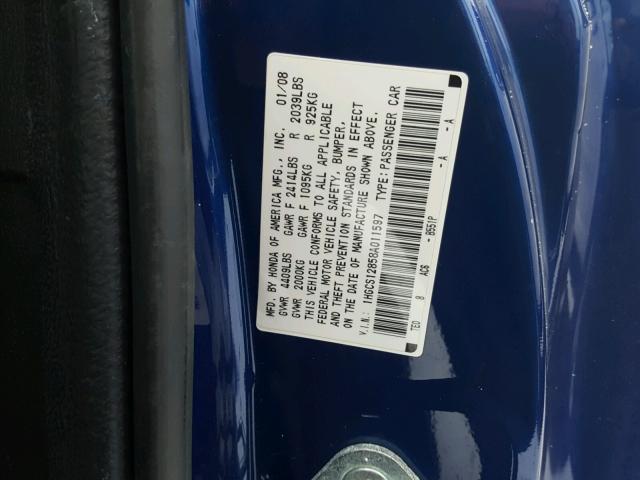 MFD. BY HONDA OF AMERICA MFG., INC. 01/08
GVWR 4409LBS GAWR F 2414LBS R 2039LBS
GVWR 2000KG GAWR F 1095KG R 925KG
THIS VEHICLE CONFORMS TO ALL APPLICABLE
FEDERAL MOTOR VEHICLE SAFETY, BUMPER,
AND THEFT PREVENTION STANDARDS IN EFFECT
ON THE DATE OF MANUFACTURE SHOWN ABOVE.
V.I.N.: 1HGCS12858A011597 TYPE:PASSENGER CAR
TE0 8 AC6 - B551P - A - A